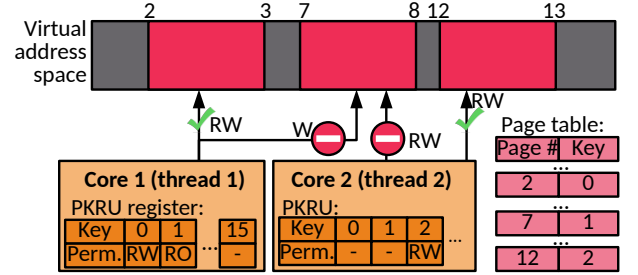 2 3 7 8 12 13
Virtual
address
space
RW W RW RW
Page table:
Page # Key
...
2 0
...
7 1
...
12 2
Core 1 (thread 1)
PKRU register:
Key 0 1 ... 15
Perm. RW RO -
Core 2 (thread 2)
PKRU:
Key 0 1 2 ...
Perm. - - RW